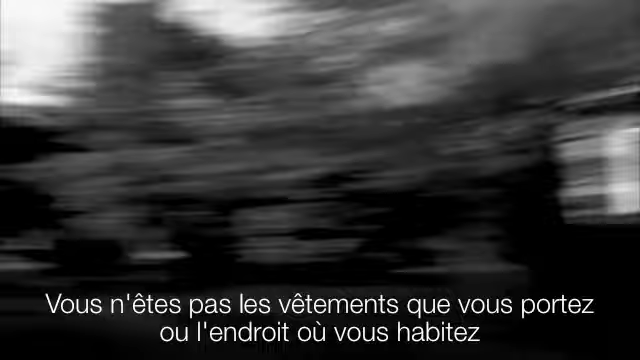 Vous n'êtes pas les vêtements que vous portez
ou l'endroit où vous habitez